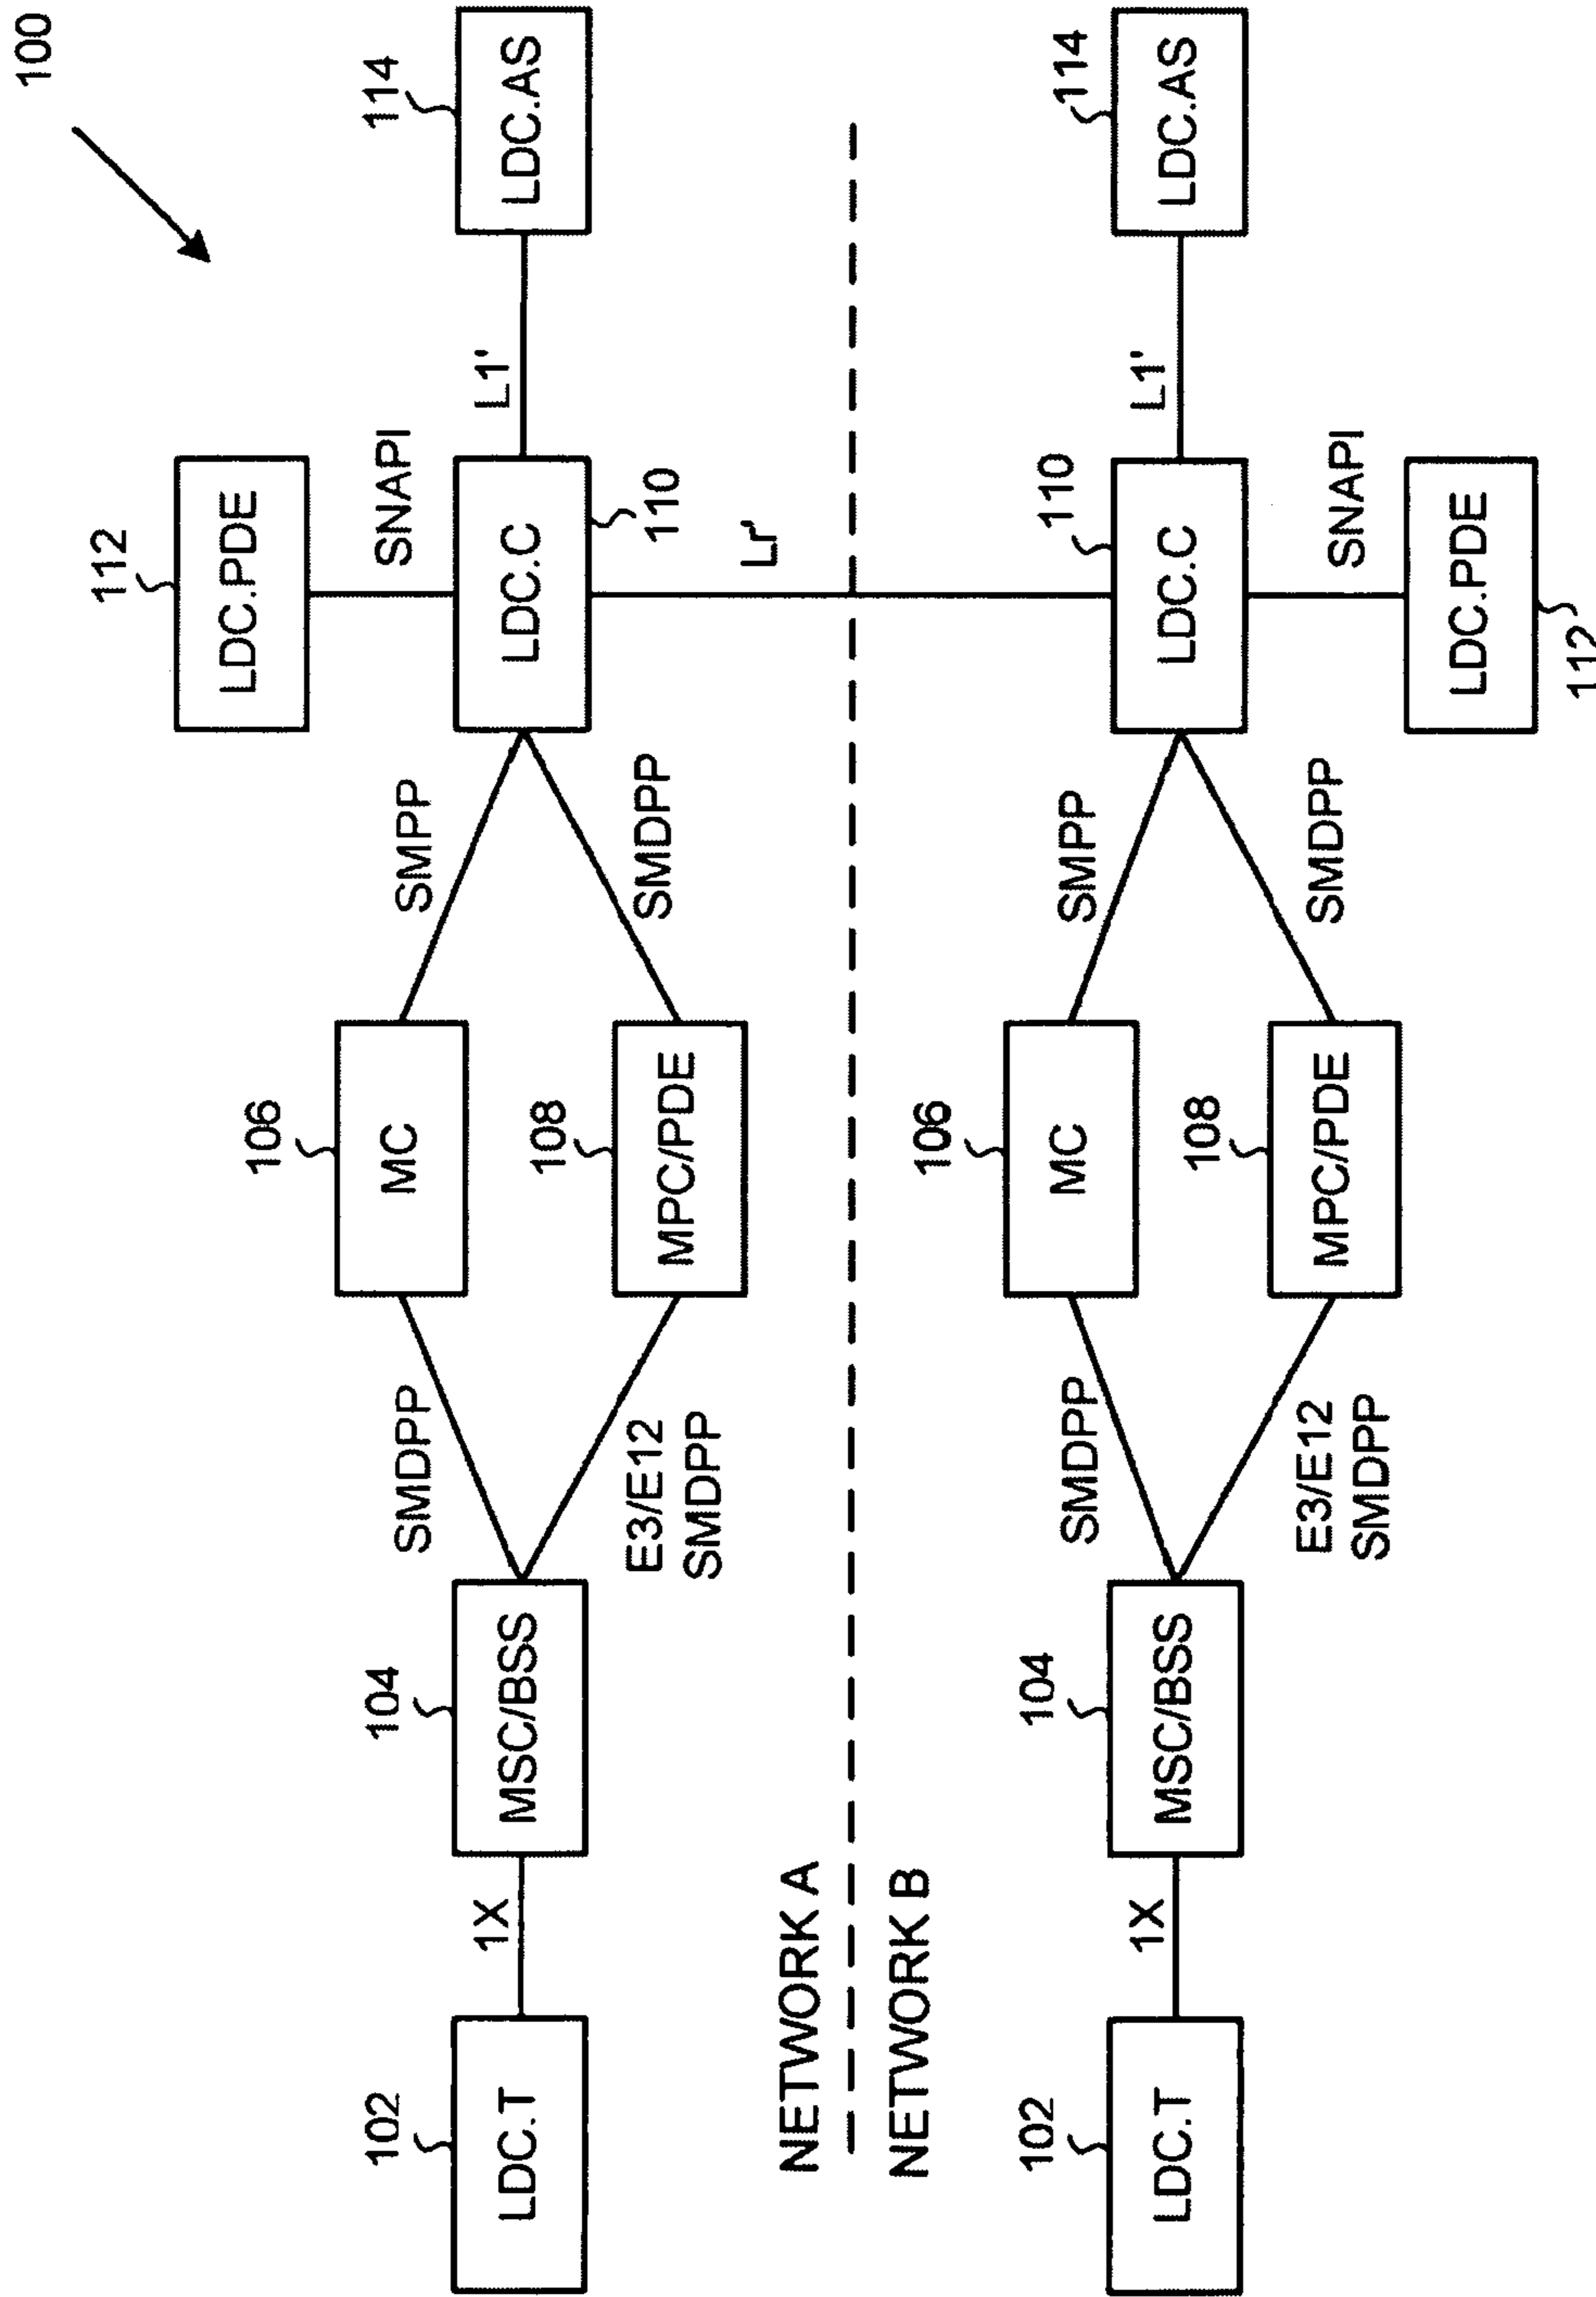 100
112
LDC.PDE
SNAPI
114
LDC.AS
L1'
LDC.C
110
SMPP
SMDPP
106
MC
108
MPC/PDE
SMDPP
E3/E12
SMDPP
104
MSC/BSS
1X
102
LDC.T
Lr'
NETWORK A
NETWORK B
102
LDC.T
1X
104
MSC/BSS
SMDPP
E3/E12
SMDPP
106
MC
108
MPC/PDE
SMPP
SMDPP
110
LDC.C
L1'
114
LDC.AS
SNAPI
LDC.PDE
112